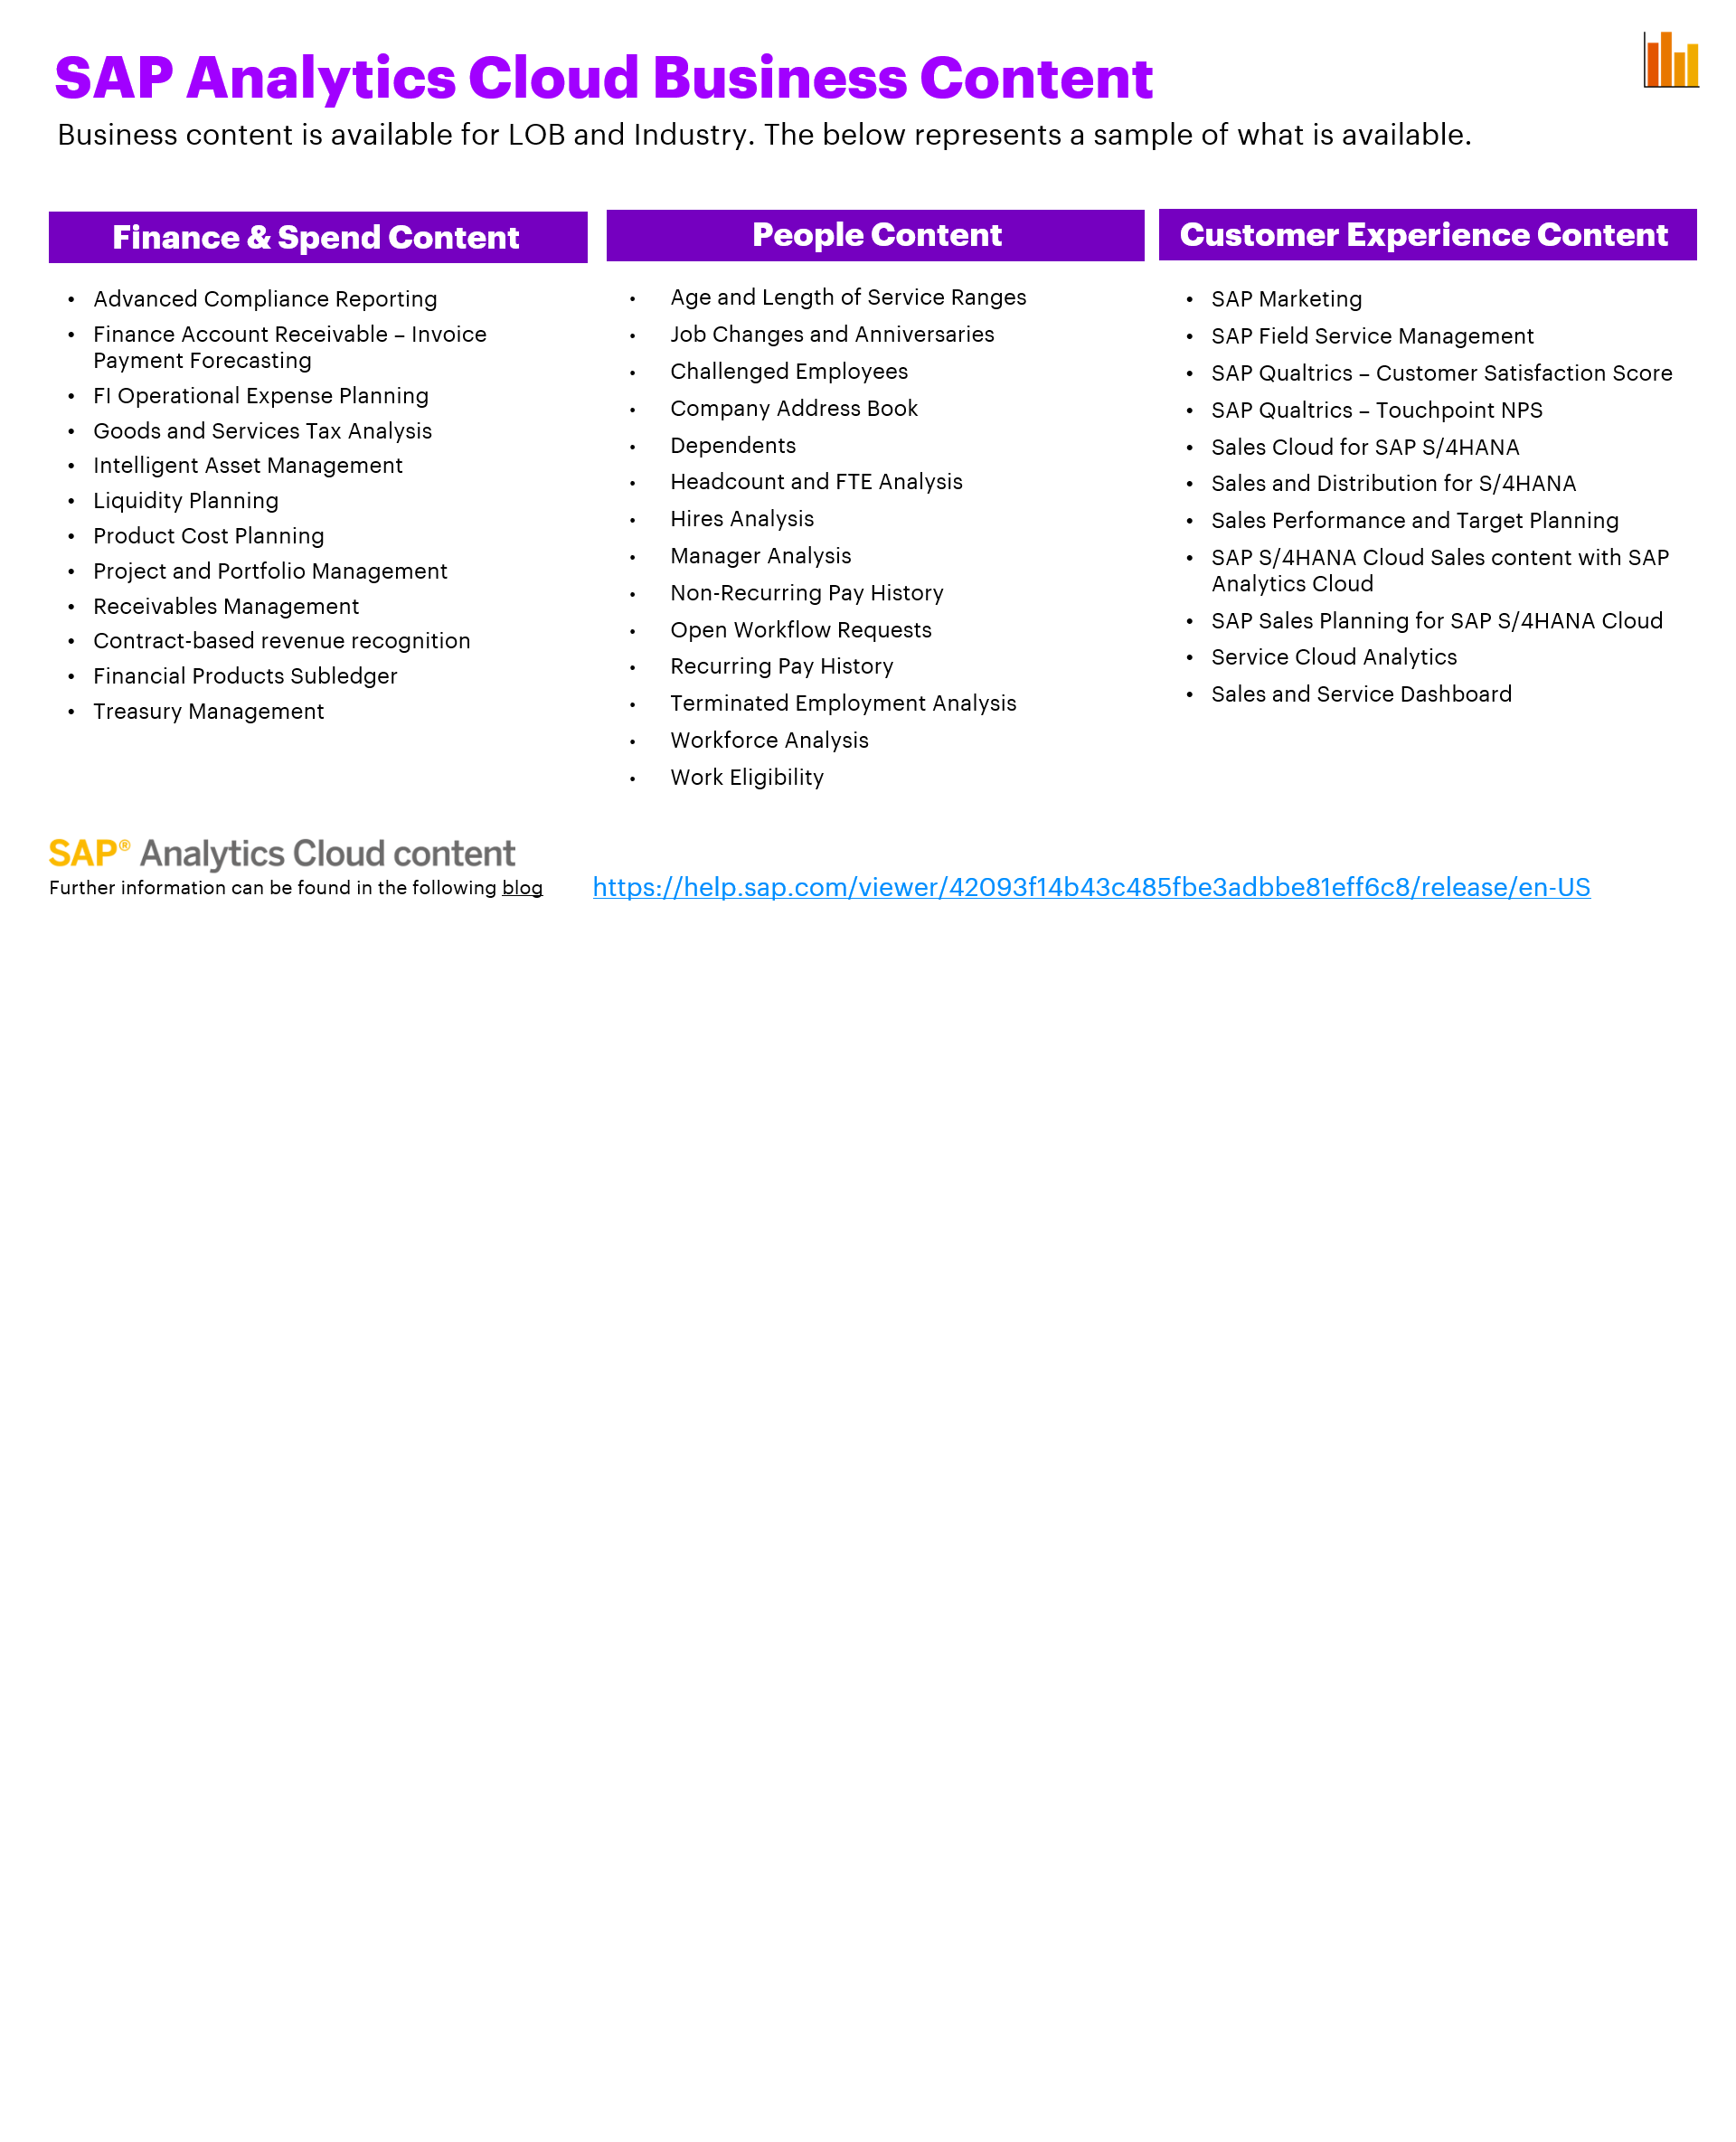 SAP Analytics Cloud Business Content
Business content is available for LOB and Industry. The below represents a sample of what is available.
Finance & Spend Content
• Advanced Compliance Reporting
• Finance Account Receivable – Invoice
Payment Forecasting
• FI Operational Expense Planning
• Goods and Services Tax Analysis
• Intelligent Asset Management
• Liquidity Planning
• Product Cost Planning
• Project and Portfolio Management
• Receivables Management
• Contract-based revenue recognition
• Financial Products Subledger
• Treasury Management
People Content
• Age and Length of Service Ranges
• Job Changes and Anniversaries
• Challenged Employees
• Company Address Book
• Dependents
• Headcount and FTE Analysis
• Hires Analysis
• Manager Analysis
• Non-Recurring Pay History
• Open Workflow Requests
• Recurring Pay History
• Terminated Employment Analysis
• Workforce Analysis
• Work Eligibility
Customer Experience Content
• SAP Marketing
• SAP Field Service Management
• SAP Qualtrics – Customer Satisfaction Score
• SAP Qualtrics – Touchpoint NPS
• Sales Cloud for SAP S/4HANA
• Sales and Distribution for S/4HANA
• Sales Performance and Target Planning
• SAP S/4HANA Cloud Sales content with SAP
Analytics Cloud
• SAP Sales Planning for SAP S/4HANA Cloud
• Service Cloud Analytics
• Sales and Service Dashboard
SAP® Analytics Cloud content
Further information can be found in the following blog
https://help.sap.com/viewer/42093f14b43c485fbe3adbbe81eff6c8/release/en-US